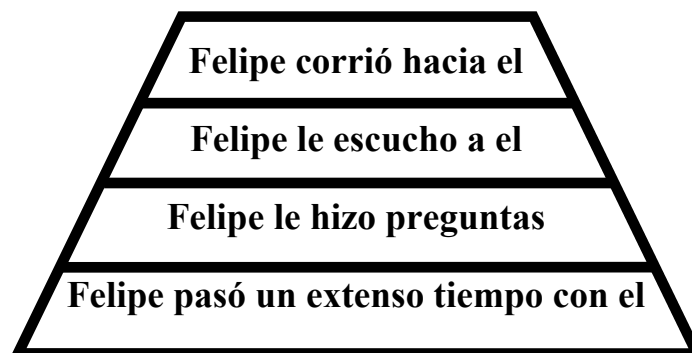 Felipe corrió hacia el
Felipe le escucho a el
Felipe le hizo preguntas
Felipe pasó un extenso tiempo con el